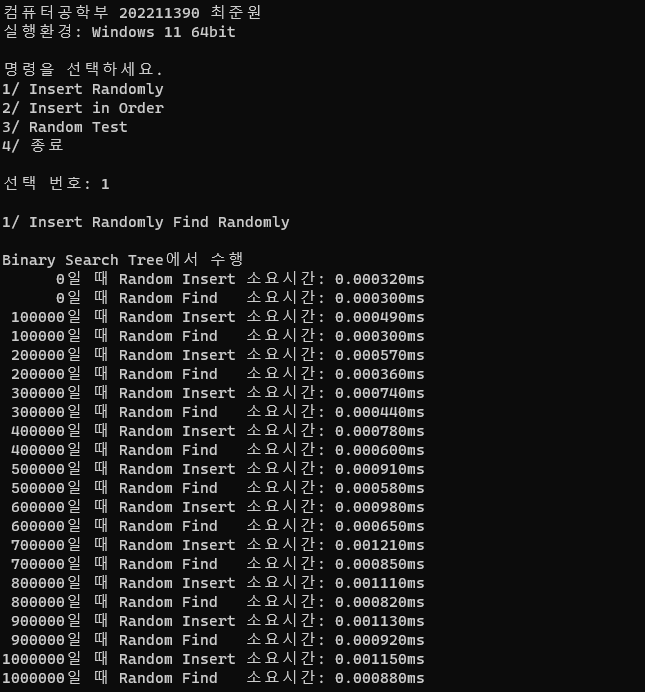 컴퓨터공학부 202211390 최준원
실행환경: Windows 11 64bit
명령을 선택하세요.
1/ Insert Randomly
2/ Insert in Order
3/ Random Test
4/ 종료
선택 번호: 1
1/ Insert Randomly Find Randomly
Binary Search Tree에서 수행
0일 때 Random Insert 소요시간: 0.000320ms
0일 때 Random Find 소요시간: 0.000300ms
100000일 때 Random Insert 소요시간: 0.000490ms
100000일 때 Random Find 소요시간: 0.000300ms
200000일 때 Random Insert 소요시간: 0.000570ms
200000일 때 Random Find 소요시간: 0.000360ms
300000일 때 Random Insert 소요시간: 0.000740ms
300000일 때 Random Find 소요시간: 0.000440ms
400000일 때 Random Insert 소요시간: 0.000780ms
400000일 때 Random Find 소요시간: 0.000600ms
500000일 때 Random Insert 소요시간: 0.000910ms
500000일 때 Random Find 소요시간: 0.000580ms
600000일 때 Random Insert 소요시간: 0.000980ms
600000일 때 Random Find 소요시간: 0.000650ms
700000일 때 Random Insert 소요시간: 0.001210ms
700000일 때 Random Find 소요시간: 0.000850ms
800000일 때 Random Insert 소요시간: 0.001110ms
800000일 때 Random Find 소요시간: 0.000820ms
900000일 때 Random Insert 소요시간: 0.001130ms
900000일 때 Random Find 소요시간: 0.000920ms
1000000일 때 Random Insert 소요시간: 0.001150ms
1000000일 때 Random Find 소요시간: 0.000880ms